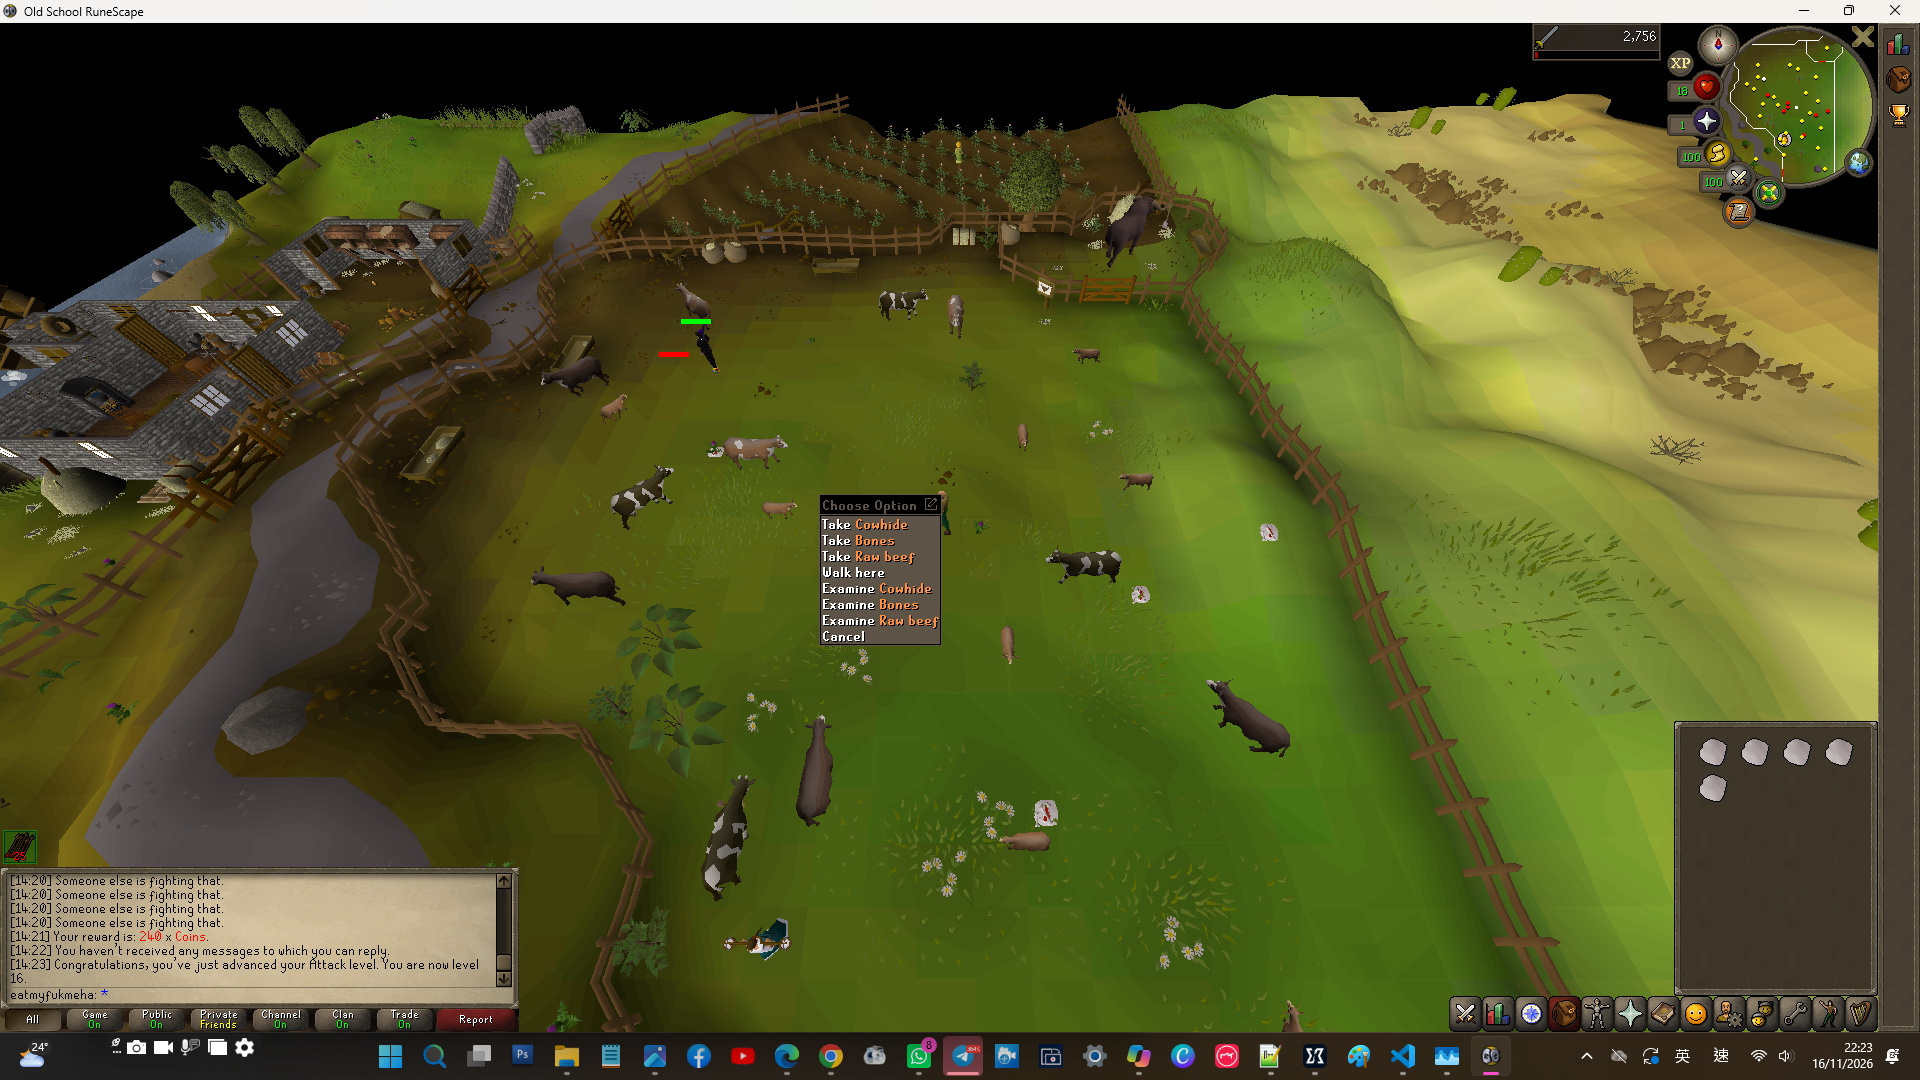 Old School RuneScape
2,756
N
XP
18
1
100
100
Choose Option
Take Cowhide
Take Bones
Take Raw beef
Walk here
Examine Cowhide
Examine Bones
Examine Raw beef
Cancel
25
[14:20] Someone else is fighting that.
[14:20] Someone else is fighting that.
[14:20] Someone else is fighting that.
[14:20] Someone else is fighting that.
[14:21] Your reward is: 240 x Coins.
[14:22] You haven't received any messages to which you can reply.
[14:23] Congratulations, you've just advanced your Attack level. You are now level
16.
eatmyfukmeha: *
All
Game
On
Public
On
Private
Friends
Channel
On
Clan
On
Trade
On
Report
24°
Ps
8
英
速
22:23
16/11/2026